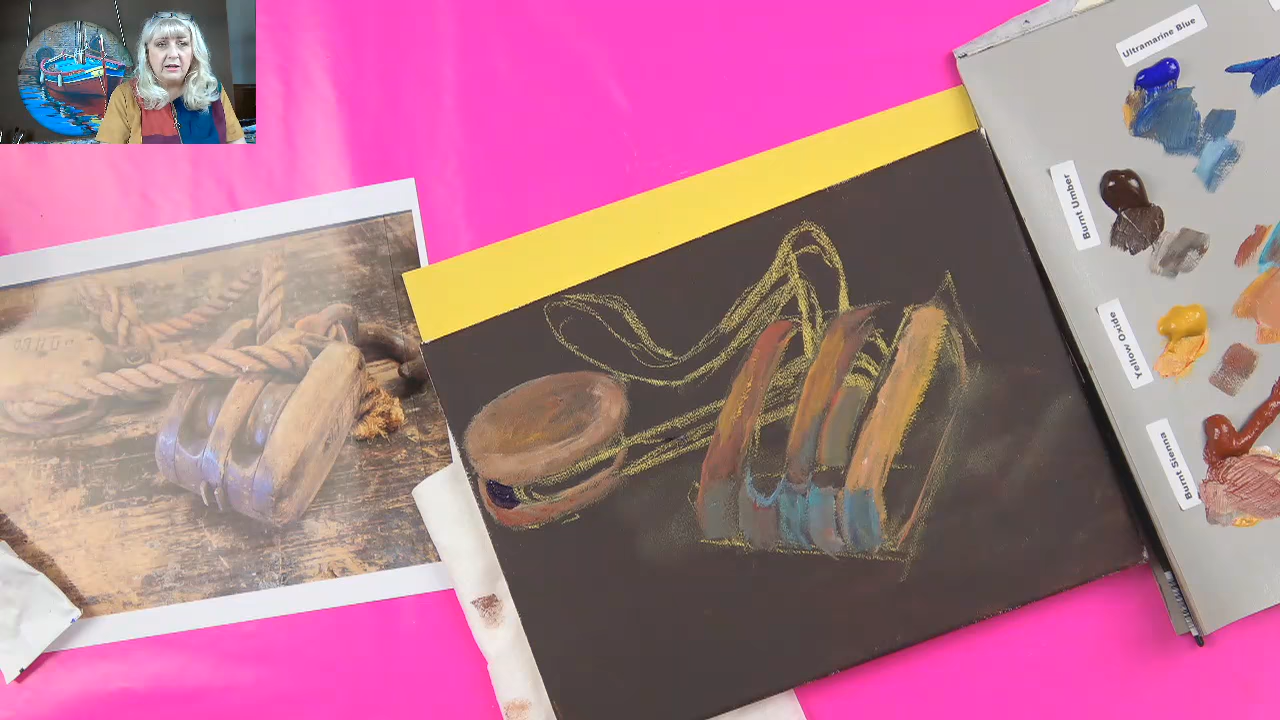 Ultramarine Blue
Burnt Umber
Yellow Oxide
Burnt Sienna